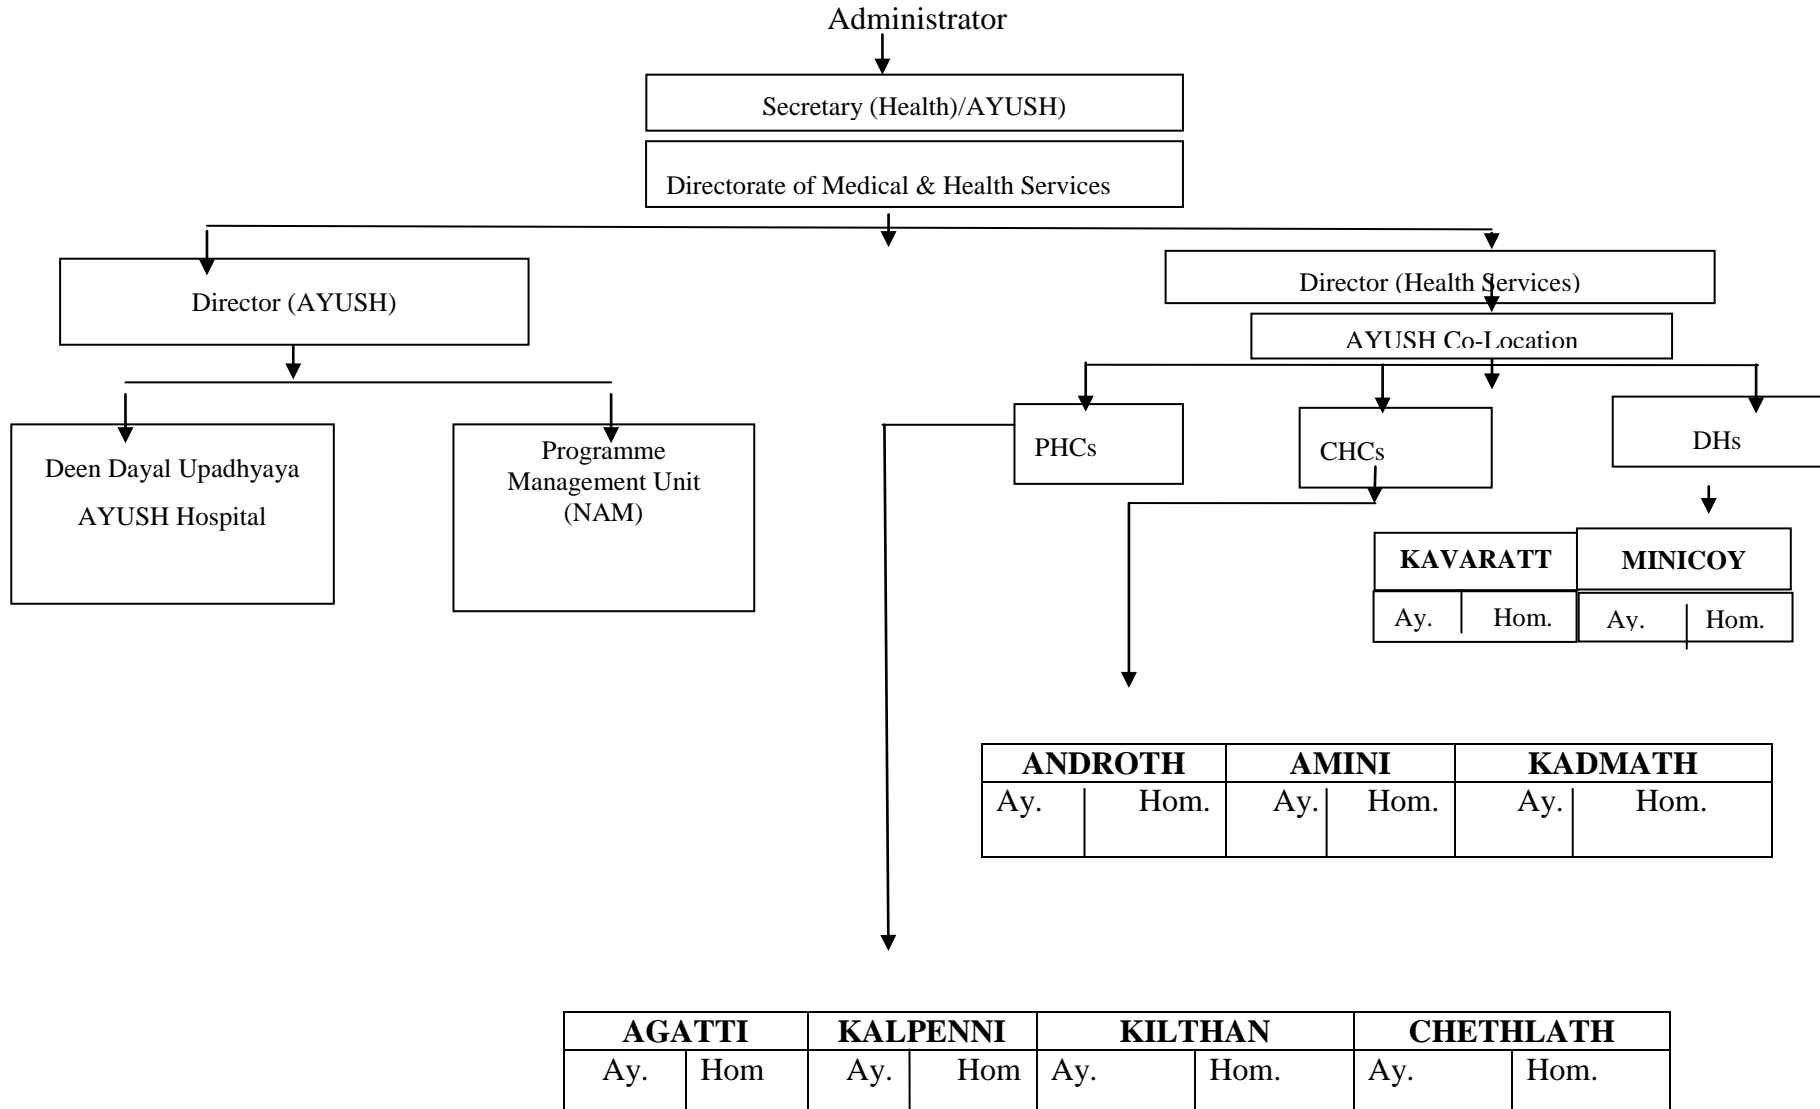 Administrator
Secretary (Health)/AYUSH)
Directorate of Medical & Health Services
Director (AYUSH)
Director (Health Services)
AYUSH Co-Location
Deen Dayal Upadhyaya
AYUSH Hospital
Programme
Management Unit
(NAM)
PHCs
CHCs
DHs
KAVARATT MINICOY
Ay. Hom. Ay. Hom.
ANDROTH AMINI KADMATH
Ay. Hom. Ay. Hom. Ay. Hom.
AGATTI KALPENNI KILTHAN CHETHLATH
Ay. Hom Ay. Hom Ay. Hom. Ay. Hom.